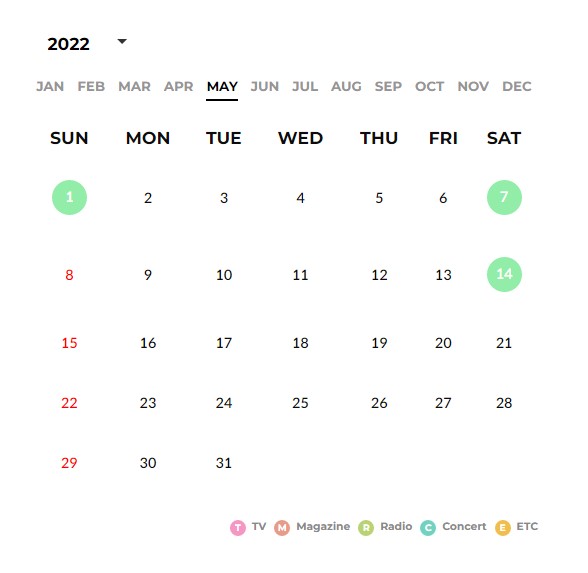 2022
JAN FEB MAR APR MAY JUN JUL AUG SEP OCT NOV DEC
SUN MON TUE WED THU FRI SAT
1 2 3 4 5 6 7
8 9 10 11 12 13 14
15 16 17 18 19 20 21
22 23 24 25 26 27 28
29 30 31
T TV M Magazine R Radio C Concert E ETC